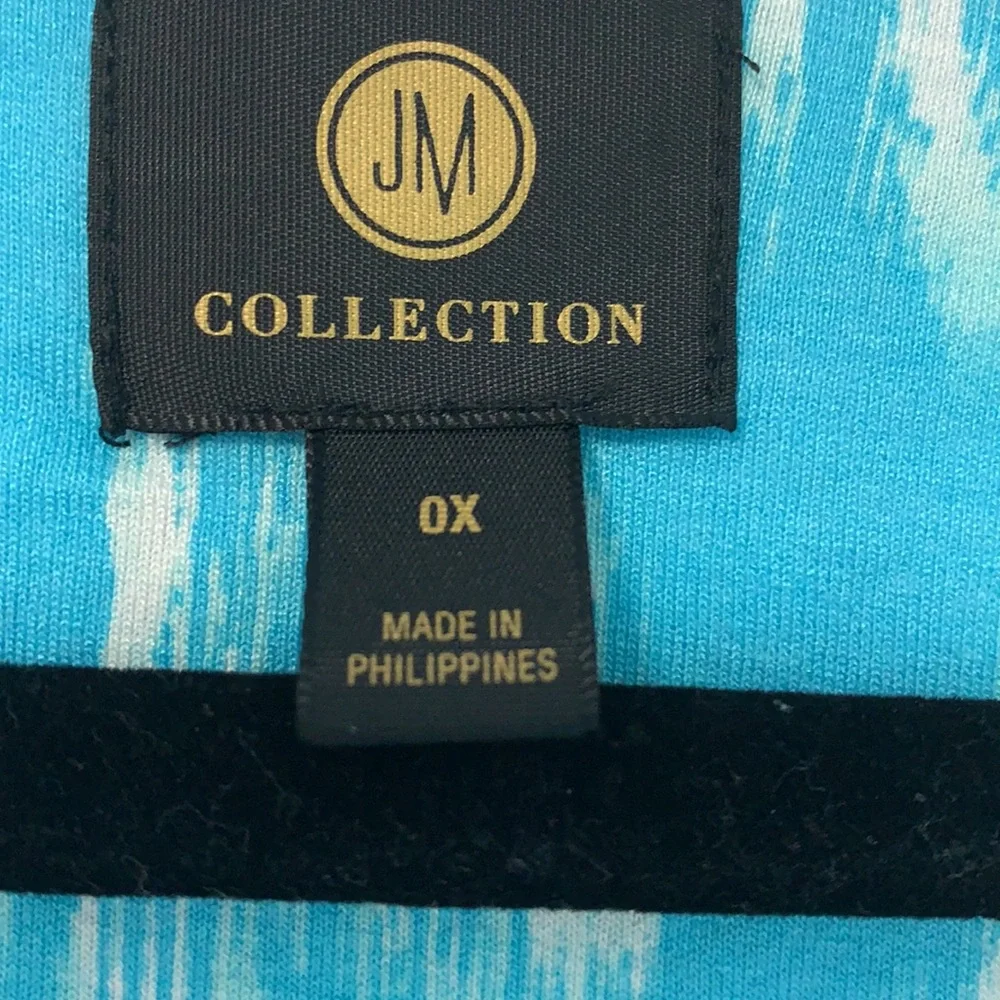 JM
COLLECTION
0X
MADE IN
PHILIPPINES